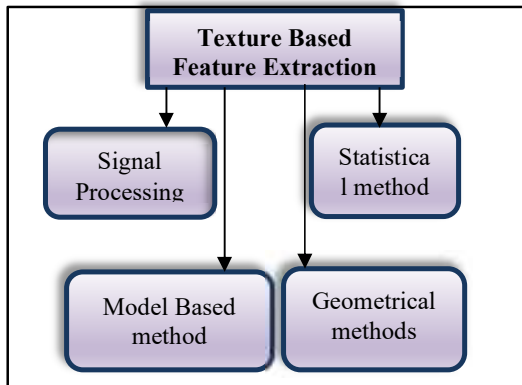 Texture Based
Feature Extraction
Signal
Processing
Statistica
l method
Model Based
method
Geometrical
methods